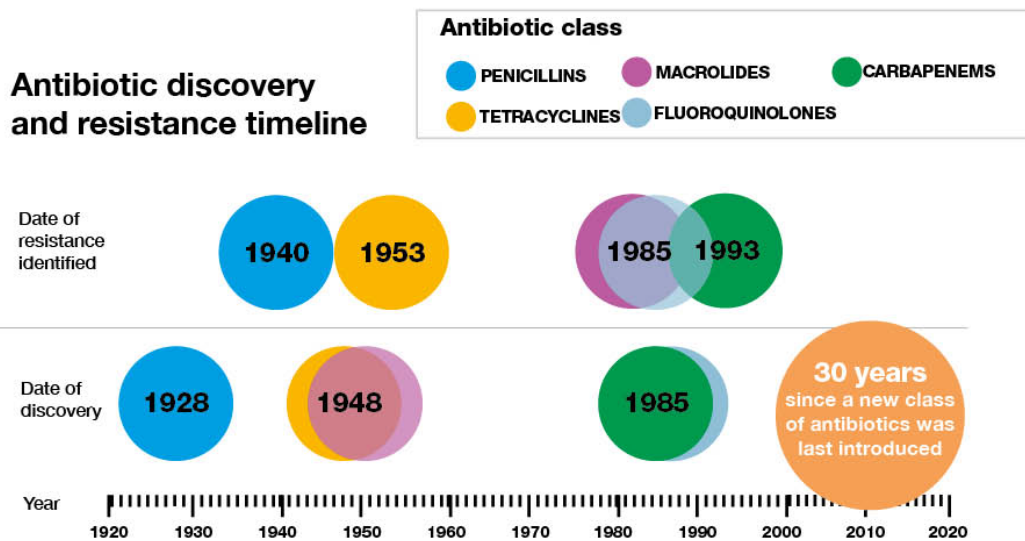 Antibiotic class
PENICILLINS
MACROLIDES
CARBAPENEMS
TETRACYCLINES
FLUOROQUINOLONES
Antibiotic discovery
and resistance timeline
Date of
resistance
identified
1940
1953
1985
1993
Date of
discovery
1928
1948
1985
30 years
since a new class
of antibiotics was
last introduced
Year
1920
1930
1940
1950
1960
1970
1980
1990
2000
2010
2020